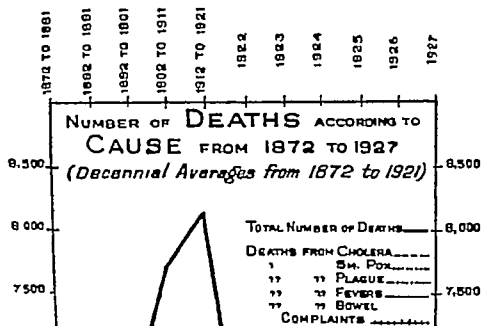 1872 TO 1881
1882 TO 1891
1892 TO 1901
1902 TO 1911
1912 TO 1921
1922
1923
1924
1925
1926
1927
NUMBER OF DEATHS ACCORDING TO
CAUSE FROM 1872 TO 1927
(Decennial Averages from 1872 to 1921)
8,500 8,500
8 000 8,000
7 500 7,500
TOTAL NUMBER OF DEATHS
DEATHS FROM CHOLERA
" SM. POX
" " PLAGUE
" " FEVERS
" " BOWEL
COMPLAINTS